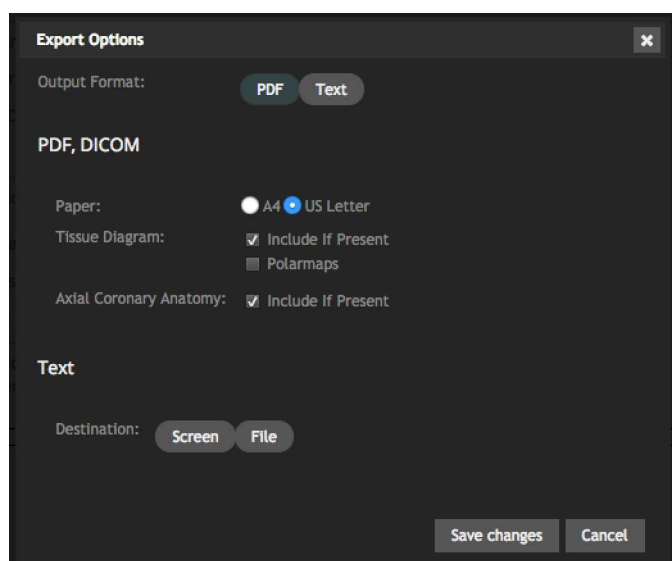 Export Options
Output Format: PDF Text
PDF, DICOM
Paper: A4 US Letter
Tissue Diagram: Include If Present
Polarmaps
Axial Coronary Anatomy: Include If Present
Text
Destination: Screen File
Save changes Cancel